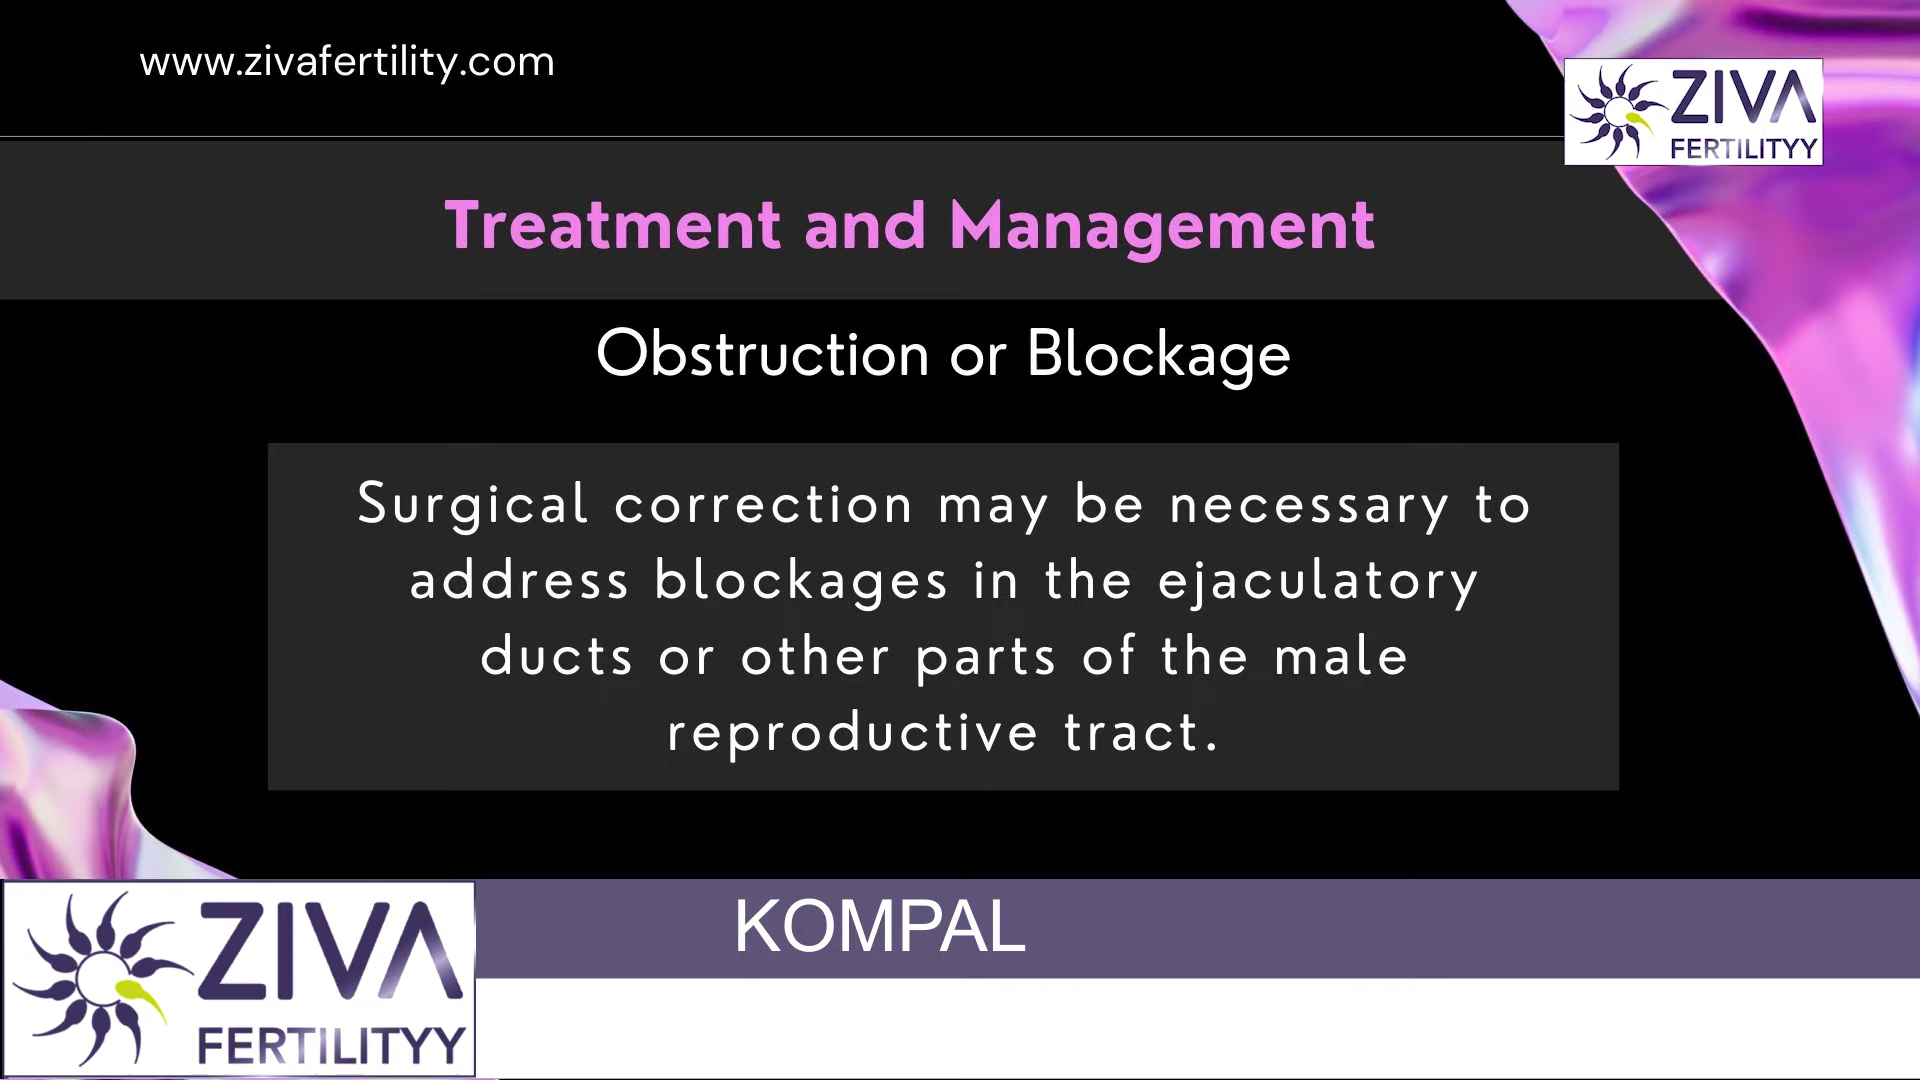 www.zivafertility.com
ZIVA
FERTILITYY
Treatment and Management
Obstruction or Blockage
Surgical correction may be necessary to
address blockages in the ejaculatory
ducts or other parts of the male
reproductive tract.
KOMPAL
ZIVA
FERTILITYY